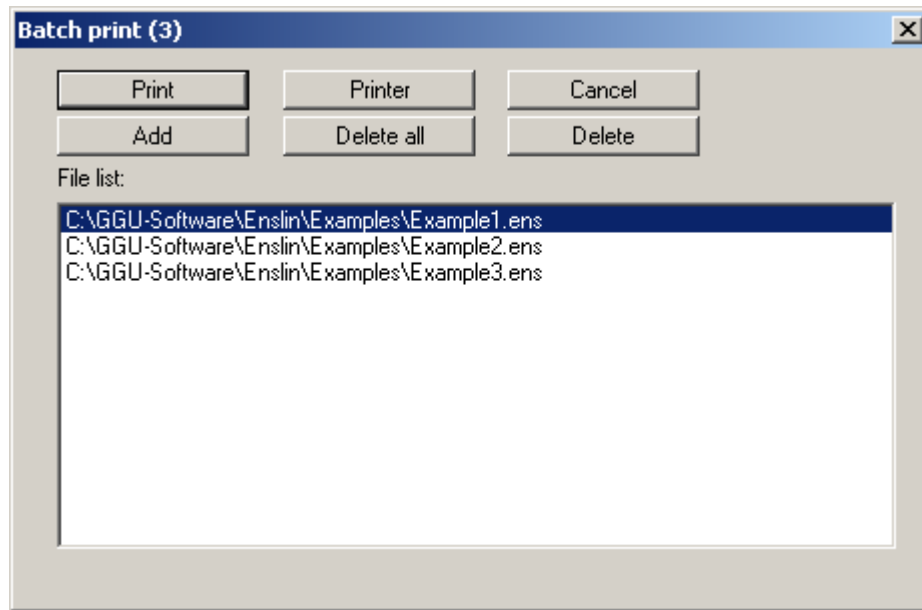 Batch print (3)
Print Printer Cancel
Add Delete all Delete
File list:
C:\GGU-Software\Enslin\Examples\Example1.ens
C:\GGU-Software\Enslin\Examples\Example2.ens
C:\GGU-Software\Enslin\Examples\Example3.ens